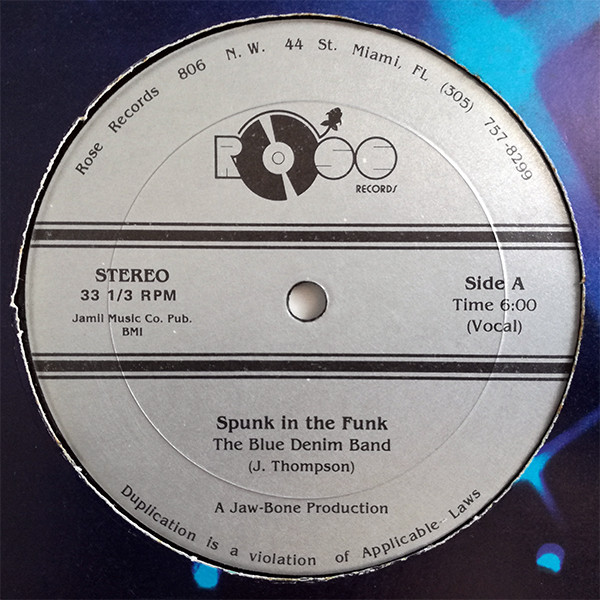 Rose Records 806 N.W. 44 St. Miami, FL (305) 757-8299
ROSE
RECORDS
STEREO
33 1/3 RPM
Jamil Music Co. Pub.
BMI
Side A
Time 6:00
(Vocal)
Spunk in the Funk
The Blue Denim Band
(J. Thompson)
A Jaw-Bone Production
Duplication is a violation of Applicable Laws